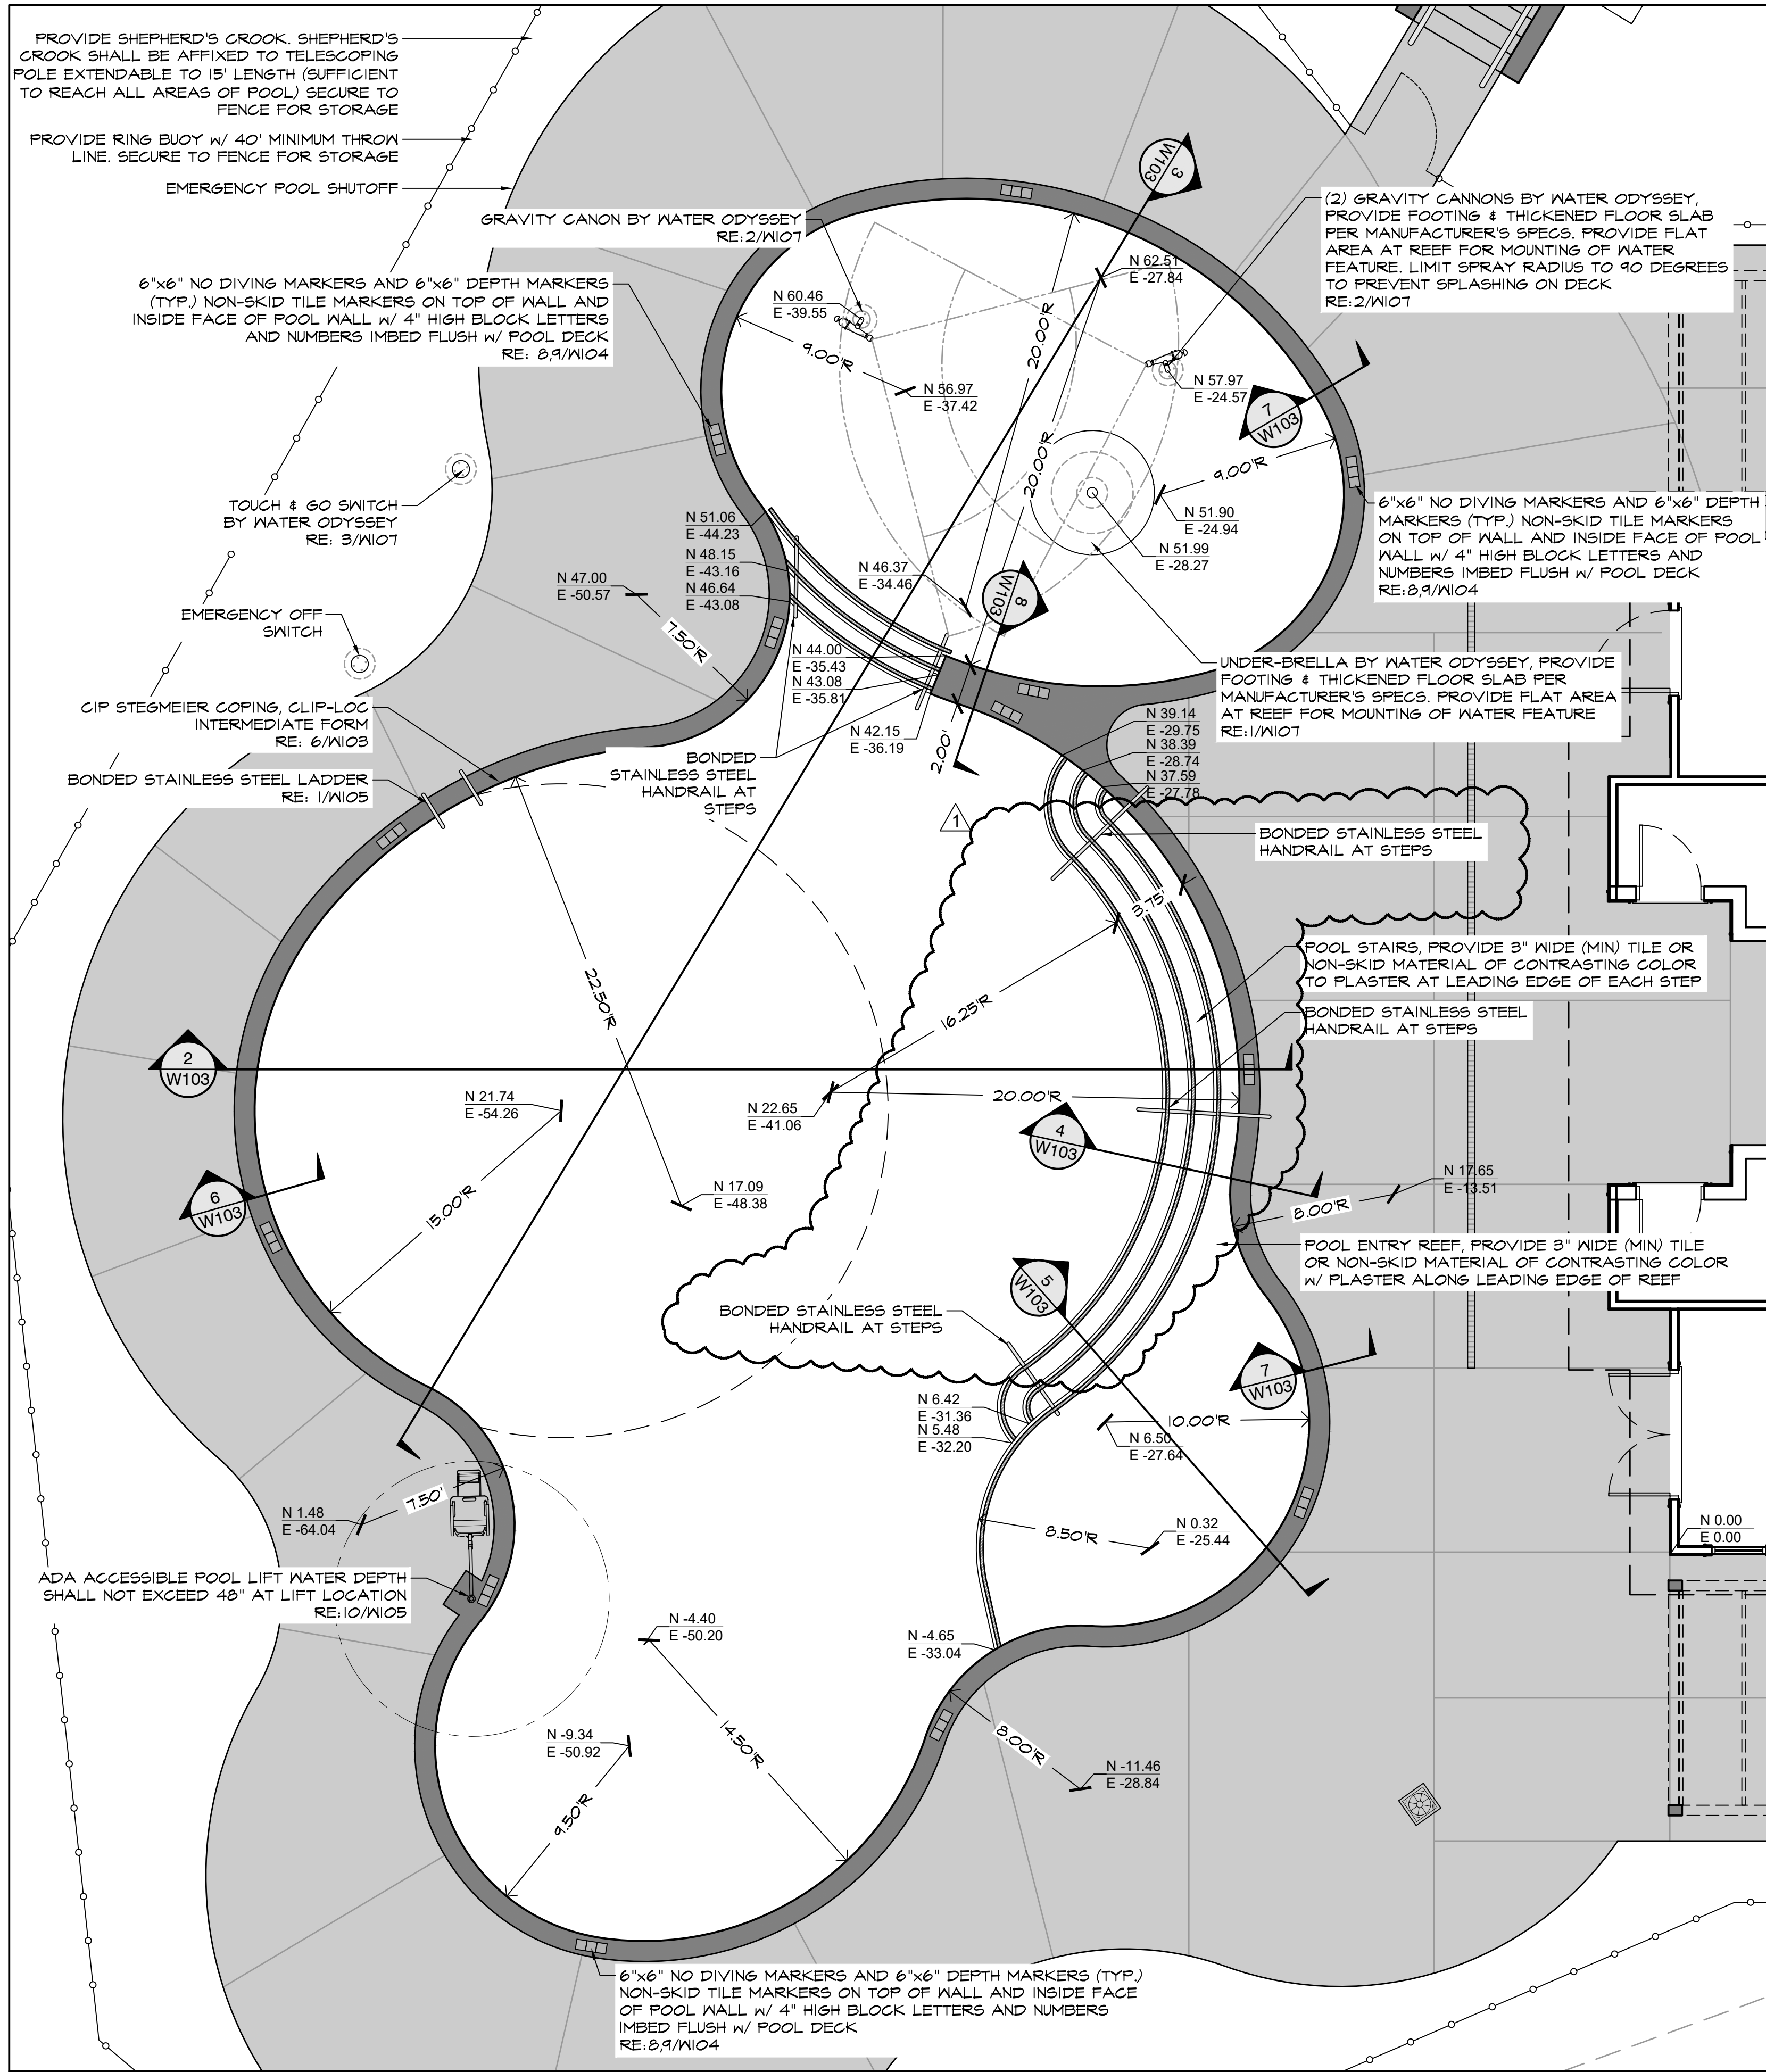 PROVIDE SHEPHERD'S CROOK. SHEPHERD'S
CROOK SHALL BE AFFIXED TO TELESCOPING
POLE EXTENDABLE TO 15' LENGTH (SUFFICIENT
TO REACH ALL AREAS OF POOL) SECURE TO
FENCE FOR STORAGE
PROVIDE RING BUOY W/ 40' MINIMUM THROW
LINE. SECURE TO FENCE FOR STORAGE
EMERGENCY POOL SHUTOFF
3
W103
GRAVITY CANON BY WATER ODYSSEY
RE:2/W107
(2) GRAVITY CANNONS BY WATER ODYSSEY,
PROVIDE FOOTING & THICKENED FLOOR SLAB
PER MANUFACTURER'S SPECS. PROVIDE FLAT
AREA AT REEF FOR MOUNTING OF WATER
FEATURE. LIMIT SPRAY RADIUS TO 90 DEGREES
TO PREVENT SPLASHING ON DECK
RE:2/W107
6"x6" NO DIVING MARKERS AND 6"x6" DEPTH MARKERS
(TYP.) NON-SKID TILE MARKERS ON TOP OF WALL AND
INSIDE FACE OF POOL WALL W/ 4" HIGH BLOCK LETTERS
AND NUMBERS IMBED FLUSH W/ POOL DECK
RE: 8,9/W104
N 62.51
E -27.84
N 60.46
E -39.55
20.00'R
9.00'R
N 56.97
E -37.42
N 57.97
E -24.57
7
W103
20.00'R
9.00'R
TOUCH & GO SWITCH
BY WATER ODYSSEY
RE: 3/W107
6"x6" NO DIVING MARKERS AND 6"x6" DEPTH
MARKERS (TYP.) NON-SKID TILE MARKERS
ON TOP OF WALL AND INSIDE FACE OF POOL
WALL W/ 4" HIGH BLOCK LETTERS AND
NUMBERS IMBED FLUSH W/ POOL DECK
RE:8,9/W104
N 51.06
E -44.23
N 51.90
E -24.94
N 51.99
E -28.27
N 48.15
E -43.16
N 46.64
E -43.08
N 47.00
E -50.57
N 46.37
E -34.46
8
W103
EMERGENCY OFF
SWITCH
7.50'R
N 44.00
E -35.43
N 43.08
E -35.81
N 42.15
E -36.19
2.00'
UNDER-BRELLA BY WATER ODYSSEY, PROVIDE
FOOTING & THICKENED FLOOR SLAB PER
MANUFACTURER'S SPECS. PROVIDE FLAT AREA
AT REEF FOR MOUNTING OF WATER FEATURE
RE:1/W107
CIP STEGMEIER COPING, CLIP-LOC
INTERMEDIATE FORM
RE: 6/W103
N 39.14
E -29.75
N 38.39
E -28.74
N 37.59
E -27.78
BONDED
STAINLESS STEEL
HANDRAIL AT
STEPS
BONDED STAINLESS STEEL LADDER
RE: 1/W105
1
BONDED STAINLESS STEEL
HANDRAIL AT STEPS
3.75'
22.50'R
16.25'R
POOL STAIRS, PROVIDE 3" WIDE (MIN) TILE OR
NON-SKID MATERIAL OF CONTRASTING COLOR
TO PLASTER AT LEADING EDGE OF EACH STEP
BONDED STAINLESS STEEL
HANDRAIL AT STEPS
2
W103
N 21.74
E -54.26
N 22.65
E -41.06
20.00'R
4
W103
6
W103
15.00'R
N 17.09
E -48.38
N 17.65
E -13.51
8.00'R
POOL ENTRY REEF, PROVIDE 3" WIDE (MIN) TILE
OR NON-SKID MATERIAL OF CONTRASTING COLOR
W/ PLASTER ALONG LEADING EDGE OF REEF
5
W103
BONDED STAINLESS STEEL
HANDRAIL AT STEPS
7
W103
N 6.42
E -31.36
N 5.48
E -32.20
10.00'R
N 6.50
E -27.64
7.50'
N 1.48
E -64.04
8.50'R
N 0.32
E -25.44
N 0.00
E 0.00
ADA ACCESSIBLE POOL LIFT WATER DEPTH
SHALL NOT EXCEED 48" AT LIFT LOCATION
RE:10/W105
N -4.40
E -50.20
N -4.65
E -33.04
N -9.34
E -50.92
14.50'R
8.00'R
N -11.46
E -28.84
9.50'R
6"x6" NO DIVING MARKERS AND 6"x6" DEPTH MARKERS (TYP.)
NON-SKID TILE MARKERS ON TOP OF WALL AND INSIDE FACE
OF POOL WALL W/ 4" HIGH BLOCK LETTERS AND NUMBERS
IMBED FLUSH W/ POOL DECK
RE:8,9/W104